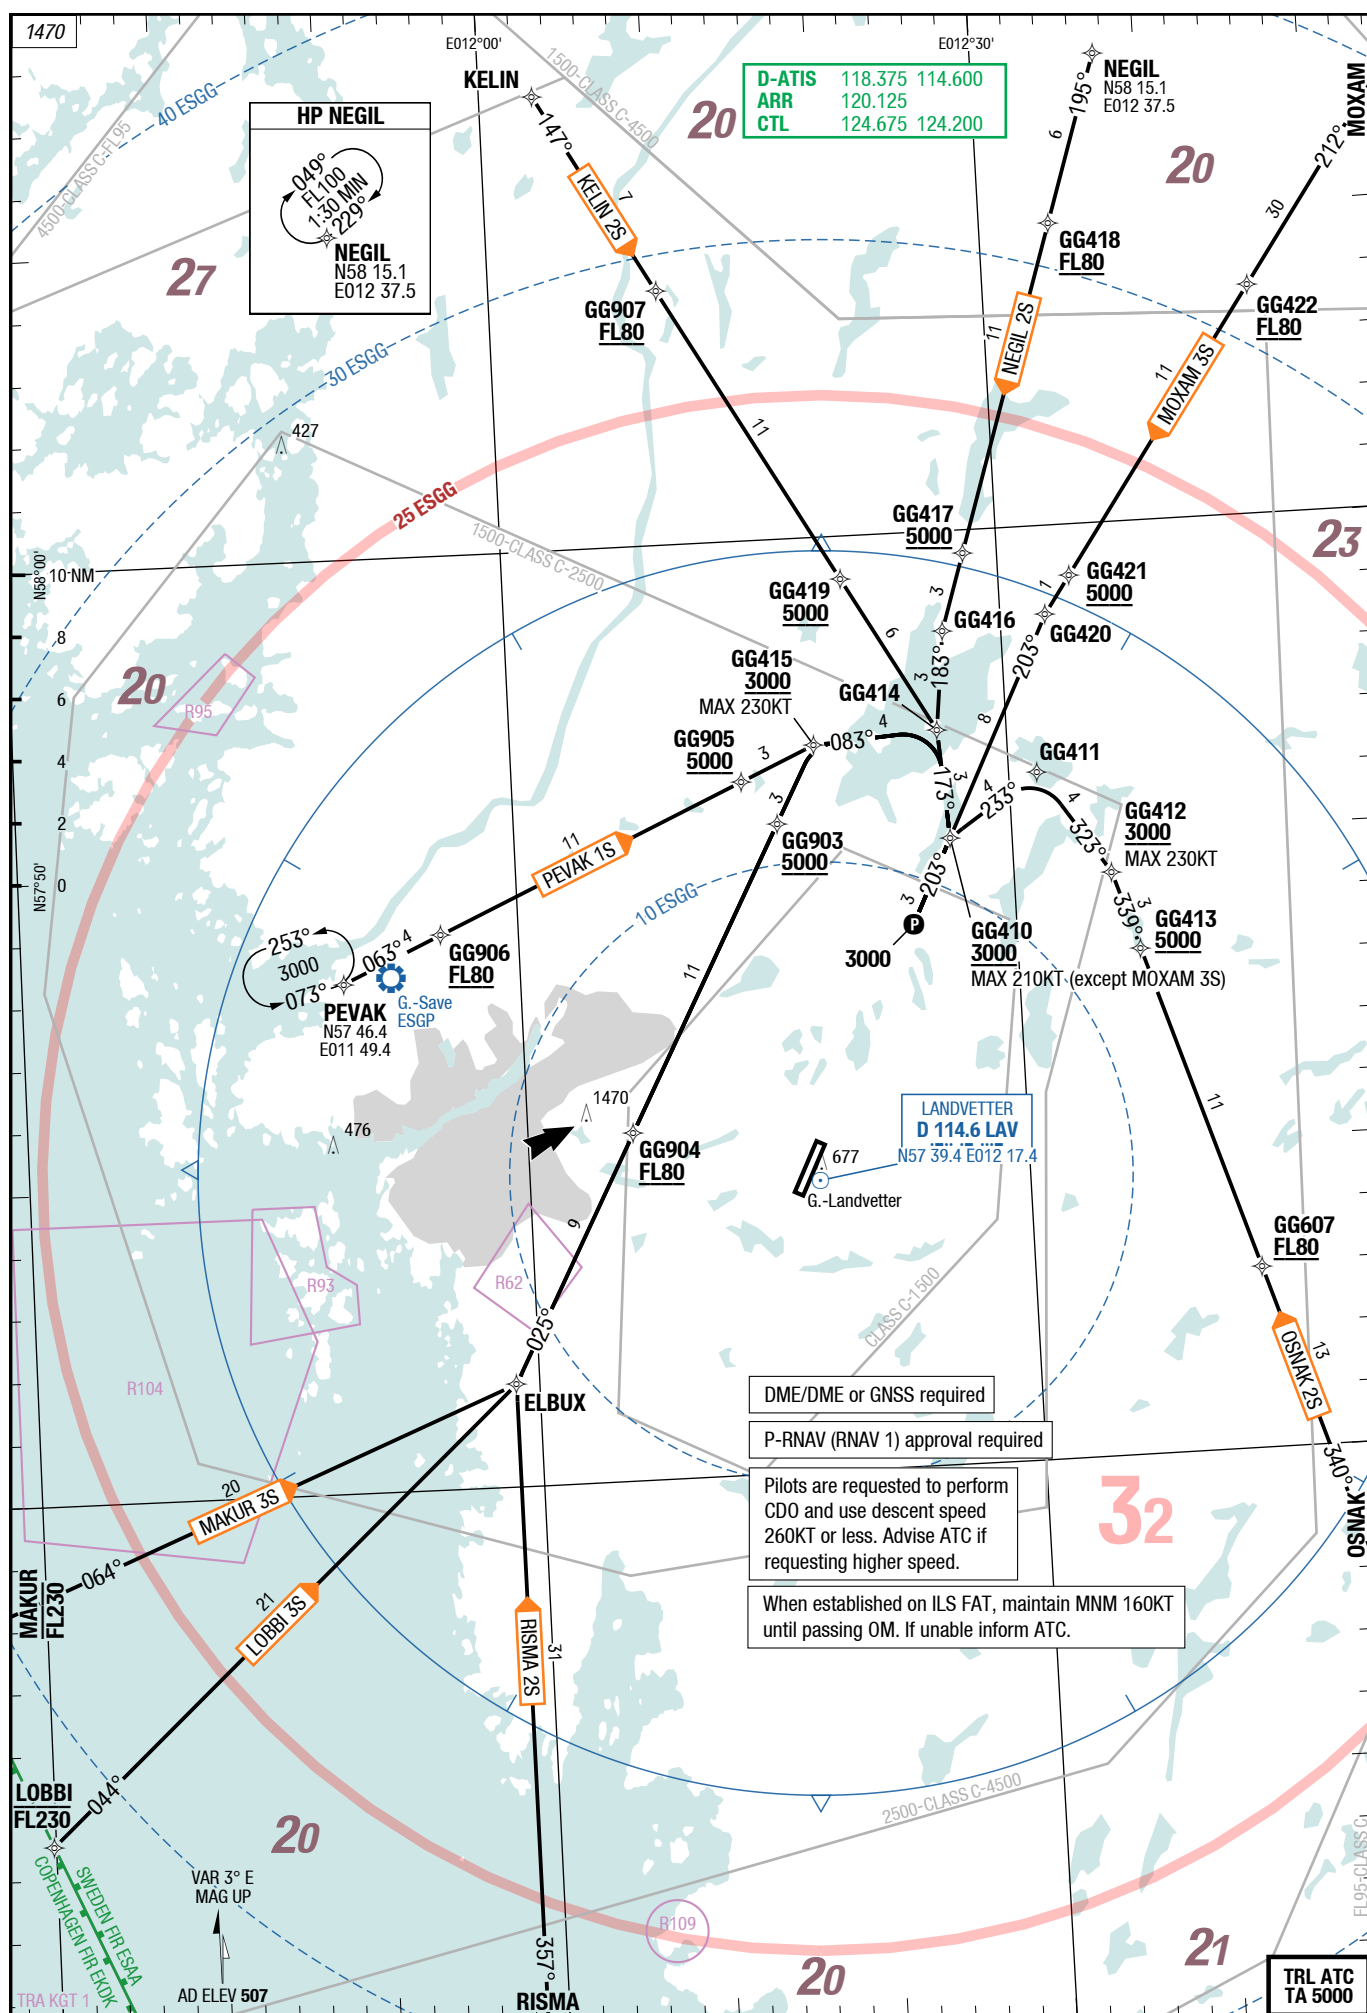 1470
E012°00'
E012°30'
KELIN
NEGIL
N58 15.1
E012 37.5
MOXAM
D-ATIS 118.375 114.600
ARR 120.125
CTL 124.675 124.200
40 ESGG
1500-CLASS C-4500
4500-CLASS C-FL95
HP NEGIL
049°
FL100
1:30 MIN
229°
NEGIL
N58 15.1
E012 37.5
20
20
27
147°
7
KELIN 2S
195°
6
212°
30
GG418
FL80
GG907
FL80
GG422
FL80
11
NEGIL 2S
11
MOXAM 3S
30 ESGG
427
25 ESGG
11
1500-CLASS C-2500
GG417
5000
23
N58°00'
10 NM
GG419
5000
3
GG416
1
GG421
5000
GG420
8
6
4
2
0
20
R95
6
GG415
3000
MAX 230KT
GG414
3
183°
203°
8
GG905
5000
3
4
083°
GG411
3
173°
4
233°
4
323°
GG412
3000
MAX 230KT
3
GG903
5000
11
PEVAK 1S
N57°50'
10 ESGG
3
203°
P
3000
GG410
3000
MAX 210KT (except MOXAM 3S)
3
339°
GG413
5000
253°
3000
073°
063°
4
GG906
FL80
PEVAK
N57 46.4
E011 49.4
G.-Save
ESGP
11
11
1470
476
GG904
FL80
LANDVETTER
D 114.6 LAV
N57 39.4 E012 17.4
677
G.-Landvetter
9
GG607
FL80
R93
R62
R104
025°
CLASS C-1500
13
OSNAK 2S
340°
OSNAK
ELBUX
DME/DME or GNSS required
P-RNAV (RNAV 1) approval required
Pilots are requested to perform
CDO and use descent speed
260KT or less. Advise ATC if
requesting higher speed.
When established on ILS FAT, maintain MNM 160KT
until passing OM. If unable inform ATC.
32
20
MAKUR 3S
064°
MAKUR
FL230
21
LOBBI 3S
31
RISMA 2S
044°
LOBBI
FL230
20
2500-CLASS C-4500
FL95-CLASS C
SWEDEN FIR ESAA
COPENHAGEN FIR EKDK
VAR 3° E
MAG UP
AD ELEV 507
TRA KGT 1
357°
RISMA
R109
20
21
TRL ATC
TA 5000